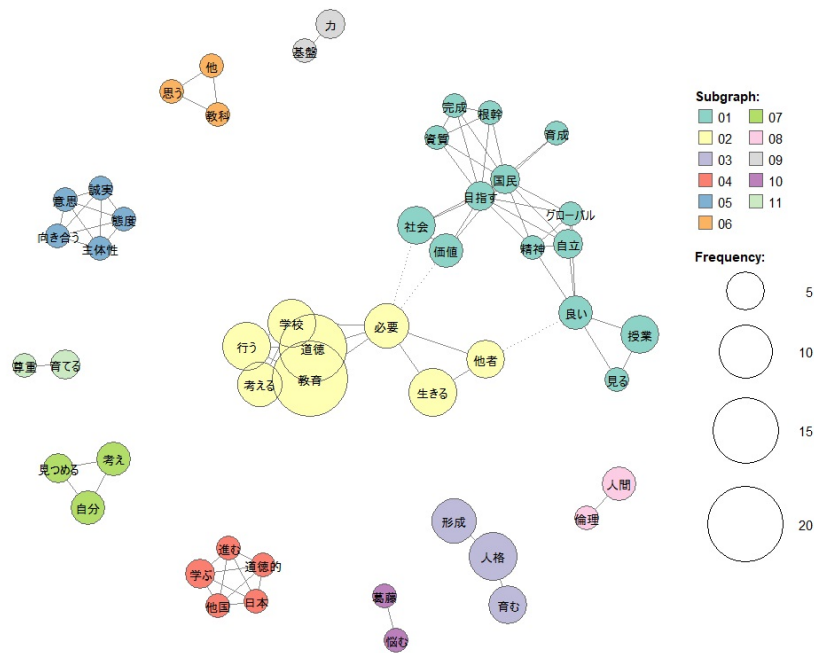 力
基盤
他
思う
教科
完成
根幹
資質
育成
国民
目指す
グローバル
社会
価値
精神
自立
誠実
意思
態度
向き合う
主体性
良い
授業
見る
学校
必要
行う
道徳
考える
教育
他者
生きる
尊重
育てる
見つめる
考え
自分
人間
倫理
形成
人格
育む
進む
道徳的
学ぶ
他国
日本
葛藤
悩む
Subgraph:
01 07
02 08
03 09
04 10
05 11
06
Frequency:
5
10
15
20